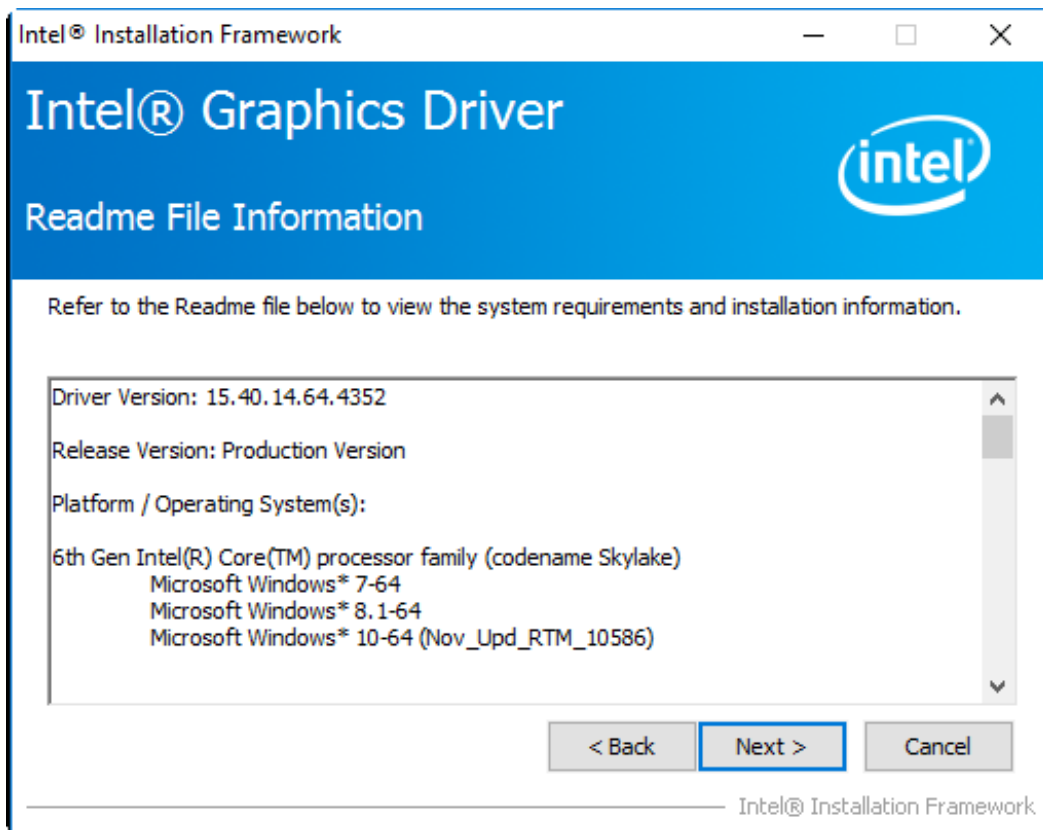 Intel® Installation Framework
Intel® Graphics Driver
intel
Readme File Information
Refer to the Readme file below to view the system requirements and installation information.
Driver Version: 15.40.14.64.4352
Release Version: Production Version
Platform / Operating System(s):
6th Gen Intel(R) Core(TM) processor family (codename Skylake)
Microsoft Windows* 7-64
Microsoft Windows* 8.1-64
Microsoft Windows* 10-64 (Nov_Upd_RTM_10586)
< Back Next > Cancel
Intel® Installation Framework